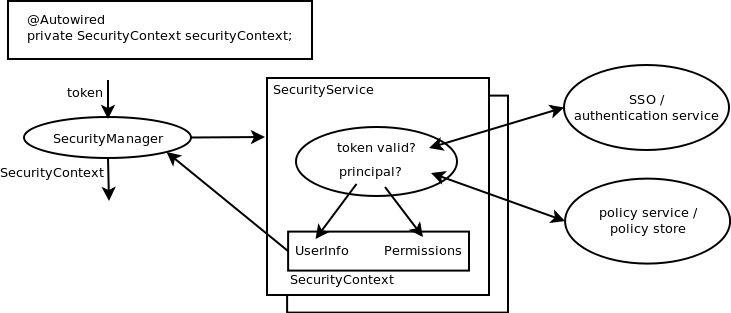 @Autowired
private SecurityContext securityContext;
token
SecurityManager
SecurityContext
SecurityService
token valid?
principal?
UserInfo
Permissions
SecurityContext
SSO /
authentication service
policy service /
policy store